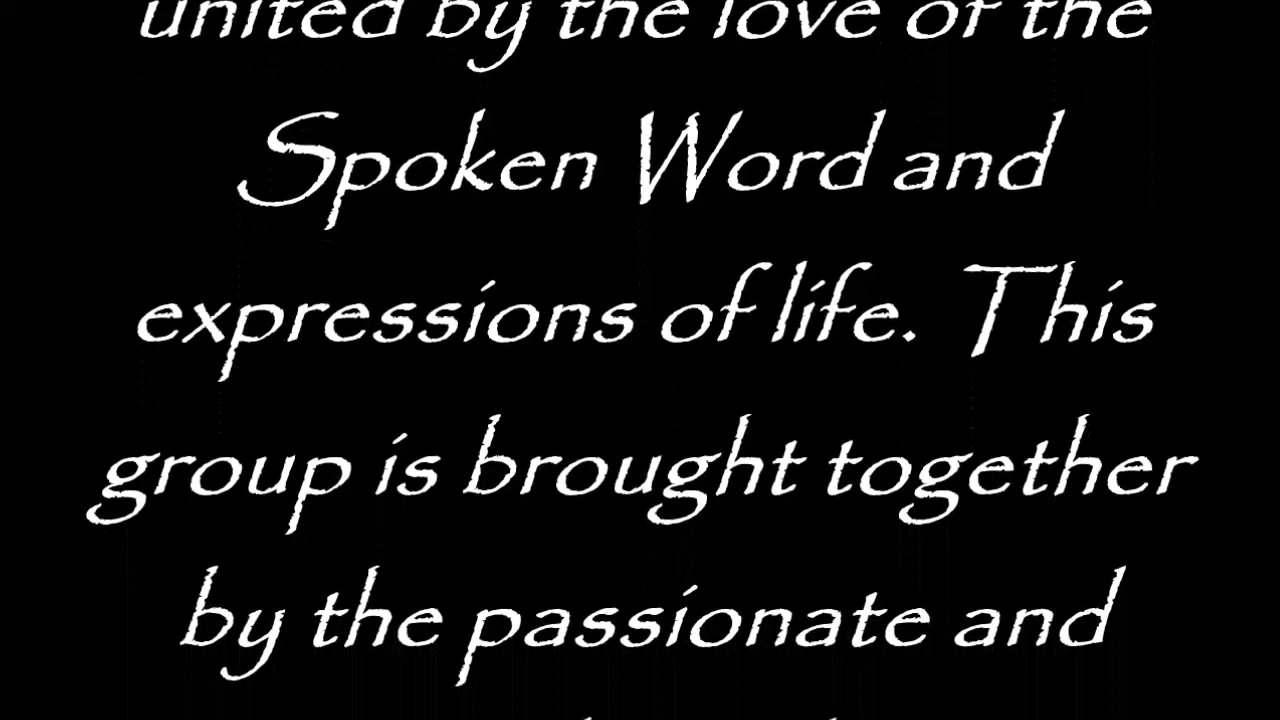 united by the love of the
Spoken Word and
expressions of life. This
group is brought together
by the passionate and